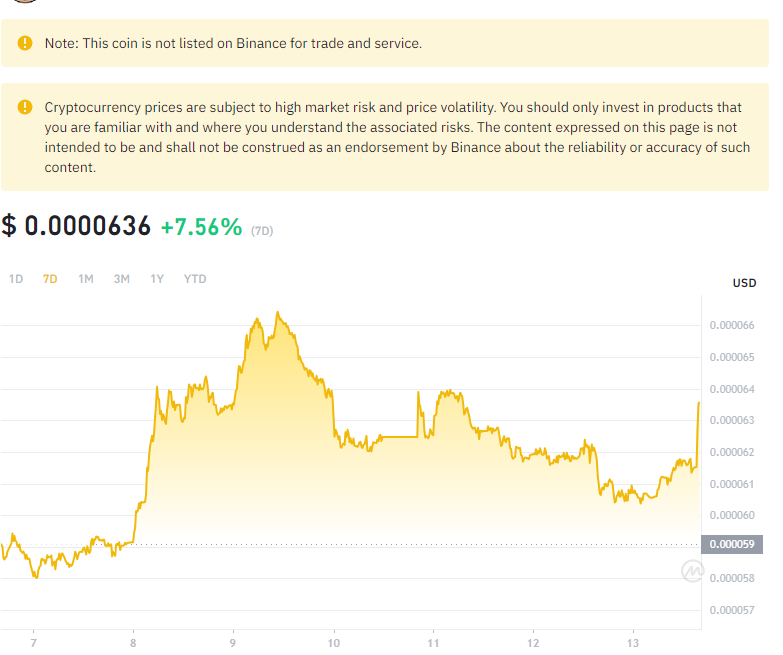 Note: This coin is not listed on Binance for trade and service.
Cryptocurrency prices are subject to high market risk and price volatility. You should only invest in products that
you are familiar with and where you understand the associated risks. The content expressed on this page is not
intended to be and shall not be construed as an endorsement by Binance about the reliability or accuracy of such
content.
$ 0.0000636 +7.56% (7D)
1D 7D 1M 3M 1Y YTD
USD
0.000066
0.000065
0.000064
0.000063
0.000062
0.000061
0.000060
0.000059
0.000058
0.000057
7 8 9 10 11 12 13